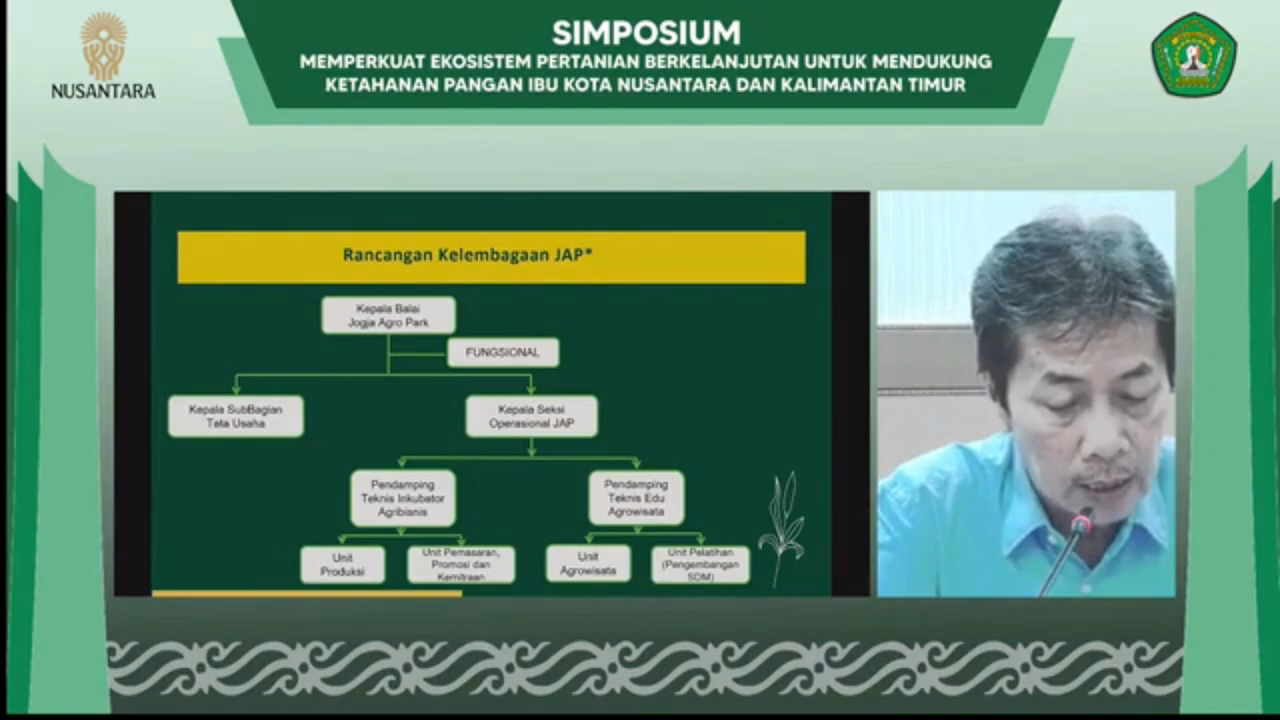 SIMPOSIUM
MEMPERKUAT EKOSISTEM PERTANIAN BERKELANJUTAN UNTUK MENDUKUNG
KETAHANAN PANGAN IBU KOTA NUSANTARA DAN KALIMANTAN TIMUR
NUSANTARA
Rancangan Kelembagaan JAP*
Kepala Balai
Jogja Agro Park
FUNGSIONAL
Kepala SubBagian
Tata Usaha
Kepala Seksi
Operasional JAP
Pendamping
Teknis Inkubator
Agribisnis
Pendamping
Teknis Edu
Agrowisata
Unit
Produksi
Unit Pemasaran,
Promosi dan
Kemitraan
Unit
Agrowisata
Unit Pelatihan
(Pengembangan
SDM)